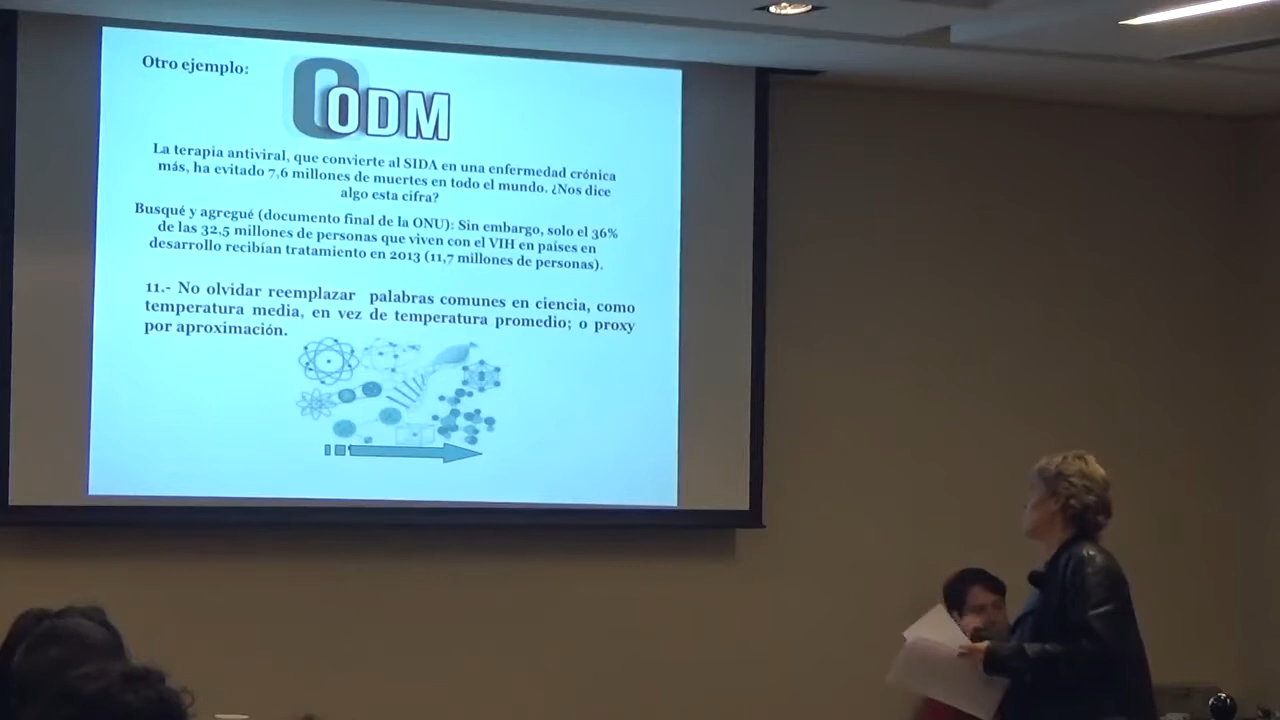 Otro ejemplo:
ODM
La terapia antiviral, que convierte al SIDA en una enfermedad crónica
más, ha evitado 7,6 millones de muertes en todo el mundo. ¿Nos dice
algo esta cifra?
Busqué y agregué (documento final de la ONU): Sin embargo, solo el 36%
de las 32,5 millones de personas que viven con el VIH en países en
desarrollo recibían tratamiento en 2013 (11,7 millones de personas).
11.- No olvidar reemplazar palabras comunes en ciencia, como
temperatura media, en vez de temperatura promedio; o proxy
por aproximación.